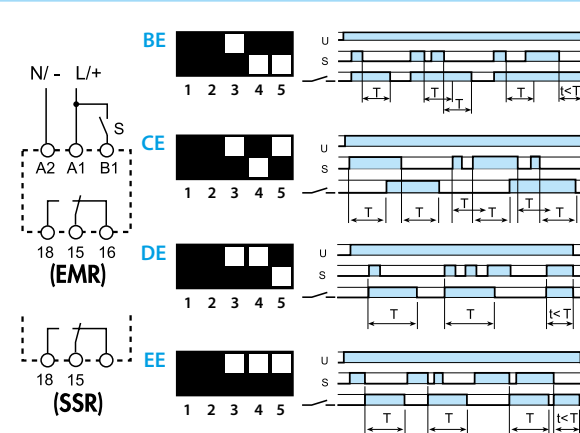 N/ - L/+
S
A2 A1 B1
18 15 16
(EMR)
18 15
(SSR)
BE
1 2 3 4 5
U
S
T T T T t<T
CE
1 2 3 4 5
U
S
T T T T T T
DE
1 2 3 4 5
U
S
T T t<T
EE
1 2 3 4 5
U
S
T T T t<T